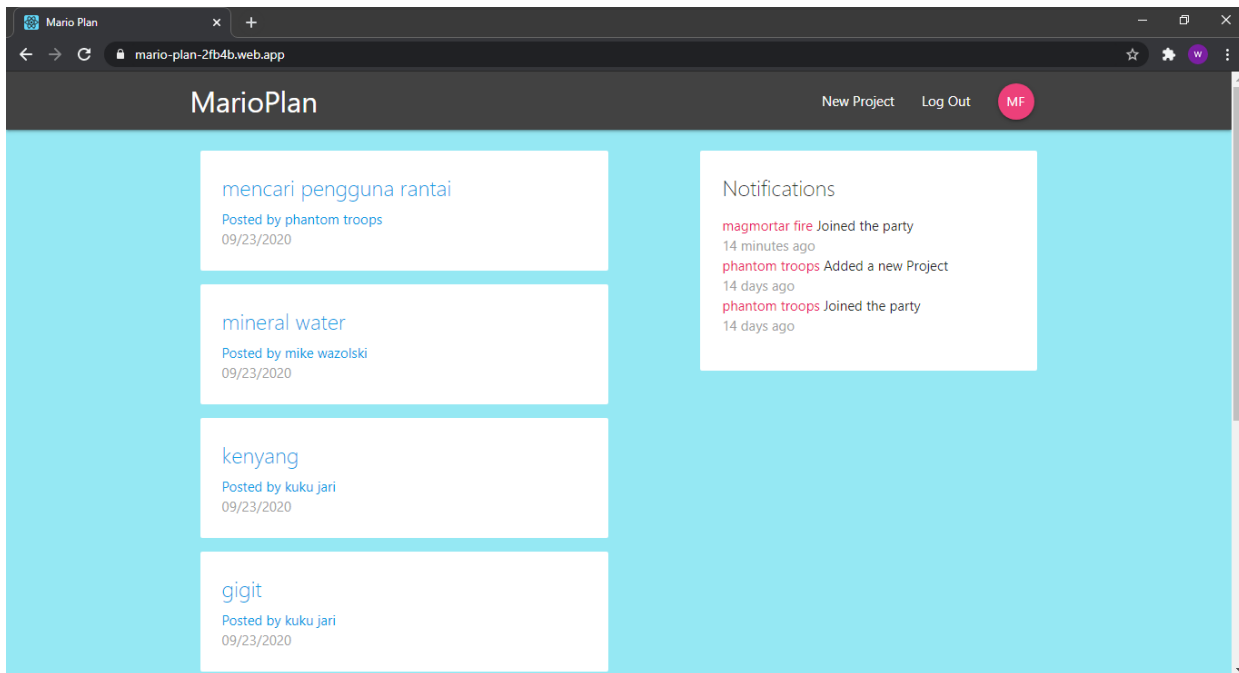 Mario Plan
mario-plan-2fb4b.web.app
W
MarioPlan
New Project
Log Out
MF
mencari pengguna rantai
Posted by phantom troops
09/23/2020
mineral water
Posted by mike wazolski
09/23/2020
kenyang
Posted by kuku jari
09/23/2020
gigit
Posted by kuku jari
09/23/2020
Notifications
magmortar fire Joined the party
14 minutes ago
phantom troops Added a new Project
14 days ago
phantom troops Joined the party
14 days ago